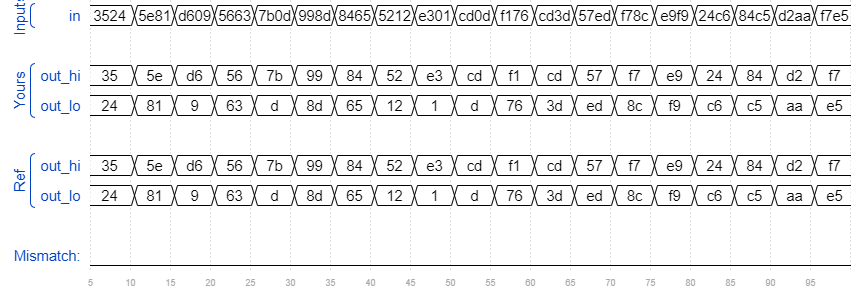 Inputs in 3524 5e81 d609 5663 7b0d 998d 8465 5212 e301 cd0d f176 cd3d 57ed f78c e9f9 24c6 84c5 d2aa f7e5
Yours
out_hi 35 5e d6 56 7b 99 84 52 e3 cd f1 cd 57 f7 e9 24 84 d2 f7
out_lo 24 81 9 63 d 8d 65 12 1 d 76 3d ed 8c f9 c6 c5 aa e5
Ref
out_hi 35 5e d6 56 7b 99 84 52 e3 cd f1 cd 57 f7 e9 24 84 d2 f7
out_lo 24 81 9 63 d 8d 65 12 1 d 76 3d ed 8c f9 c6 c5 aa e5
Mismatch:
5 10 15 20 25 30 35 40 45 50 55 60 65 70 75 80 85 90 95